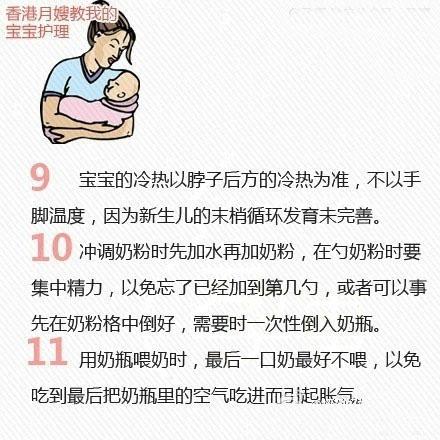 香港月嫂教我的
宝宝护理
9 宝宝的冷热以脖子后方的冷热为准，不以手
脚温度，因为新生儿的末梢循环发育未完善。
10 冲调奶粉时先加水再加奶粉，在勺奶粉时要
集中精力，以免忘了已经加到第几勺，或者可以事
先在奶粉格中倒好，需要时一次性倒入奶瓶。
11 用奶瓶喂奶时，最后一口奶最好不喂，以免
吃到最后把奶瓶里的空气吃进而引起胀气。